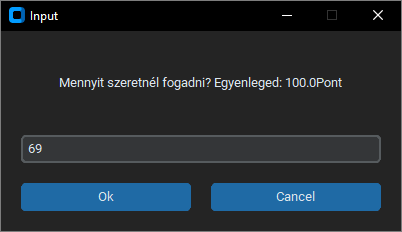 Input
Mennyit szeretnél fogadni? Egyenleged: 100.0Pont
69
Ok
Cancel